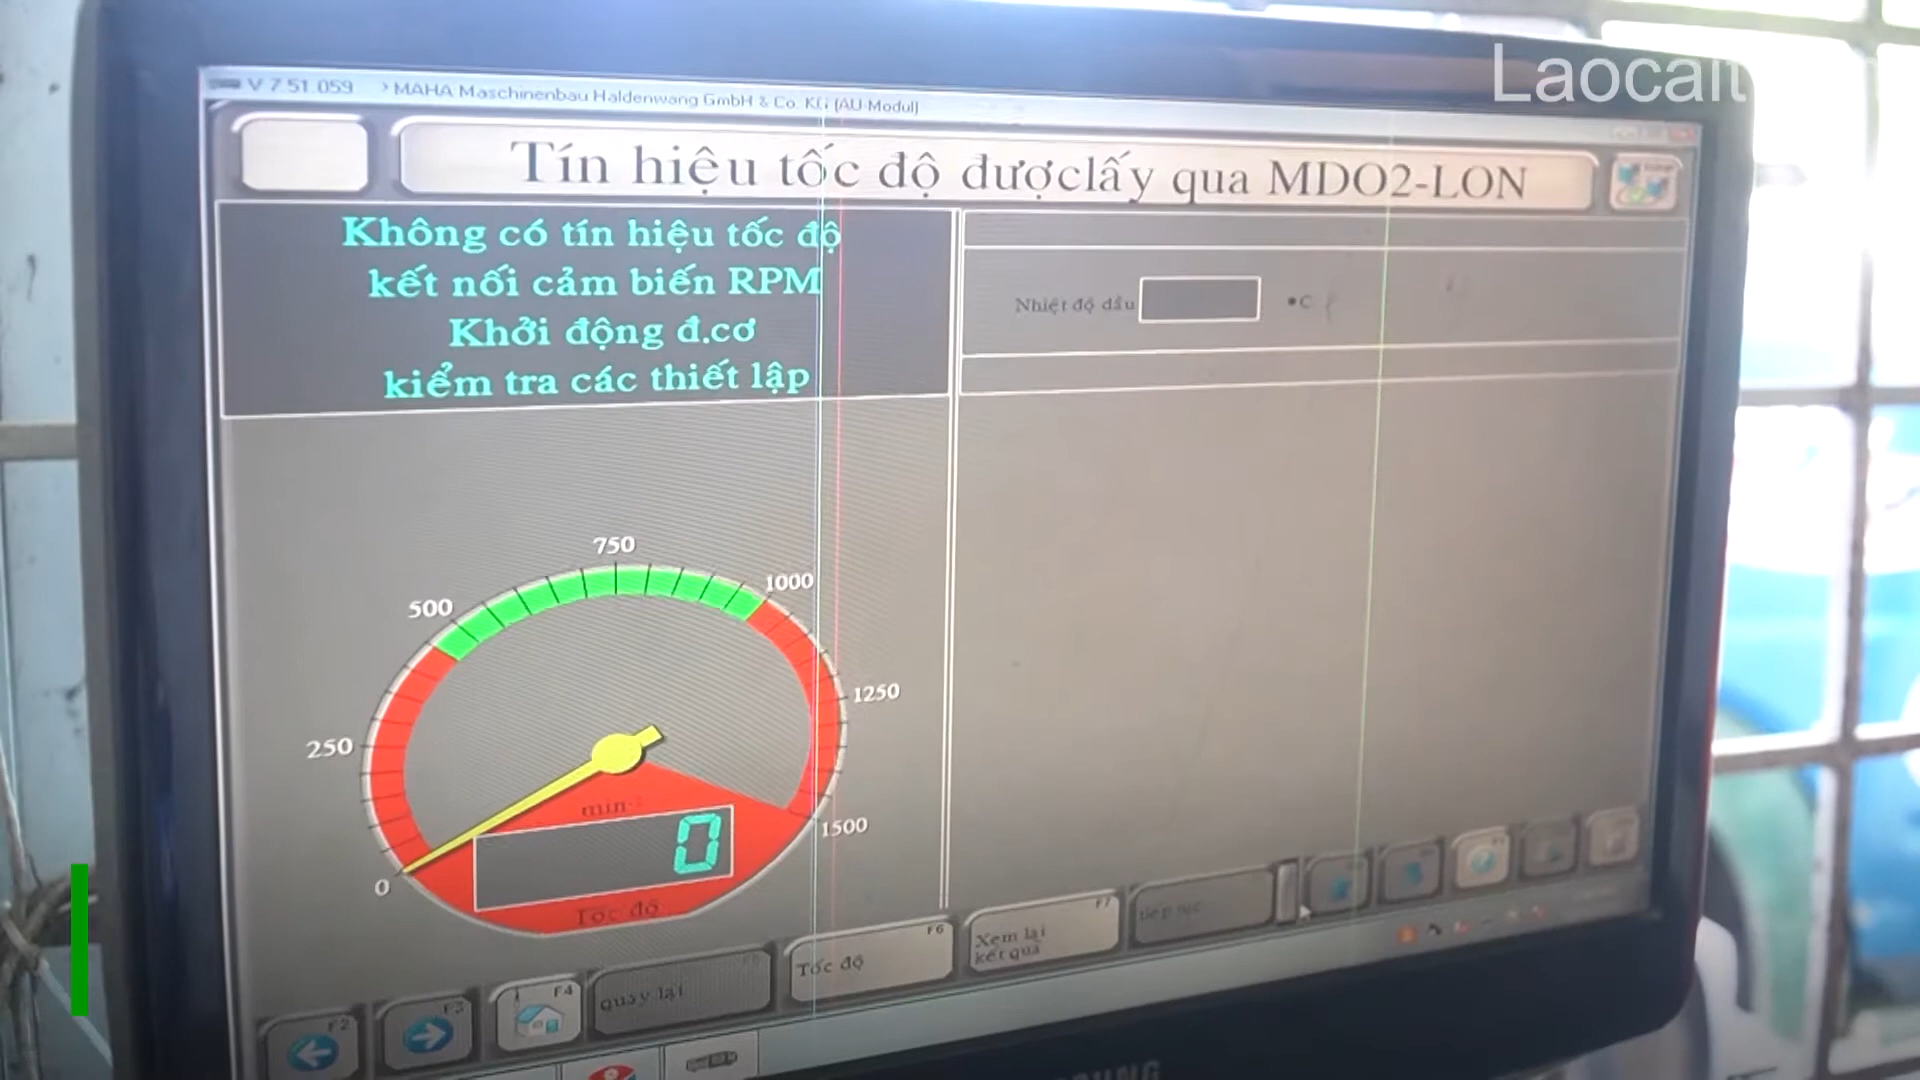 Laocait
V 7.51.059 > MAHA Maschinenbau Haldenwang GmbH & Co. KG (AU-Modul)
Tín hiệu tốc độ đượclấy qua MDO2-LON
Không có tín hiệu tốc độ
kết nối cảm biến RPM
Khởi động đ.cơ
kiểm tra các thiết lập
Nhiệt độ dầu °C
750
500
1000
1250
250
min-1
0
1500
0
Tốc độ
F2
F3
F4
quay lại
F6
Tốc độ
F7
Xem lại
kết quả
tiếp tục